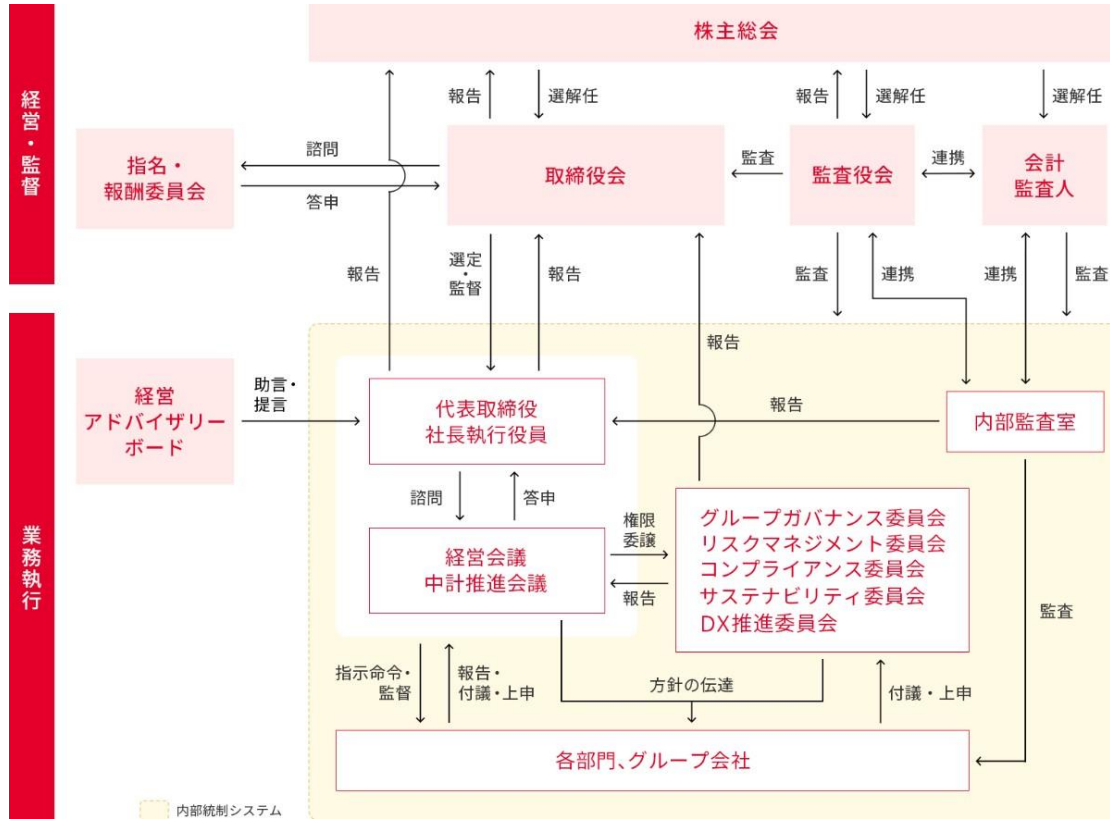 株主総会
経営・監督
報告
選解任
報告
選解任
選解任
指名・
報酬委員会
諮問
答申
取締役会
監査
監査役会
連携
会計
監査人
報告
選定
・
監督
報告
監査
連携
連携
監査
業務執行
報告
経営
アドバイザリー
ボード
助言・
提言
代表取締役
社長執行役員
報告
内部監査室
諮問
答申
権限
委譲
経営会議
中計推進会議
報告
グループガバナンス委員会
リスクマネジメント委員会
コンプライアンス委員会
サステナビリティ委員会
DX推進委員会
監査
指示命令・
監督
報告・
付議・上申
方針の伝達
付議・上申
各部門、グループ会社
内部統制システム